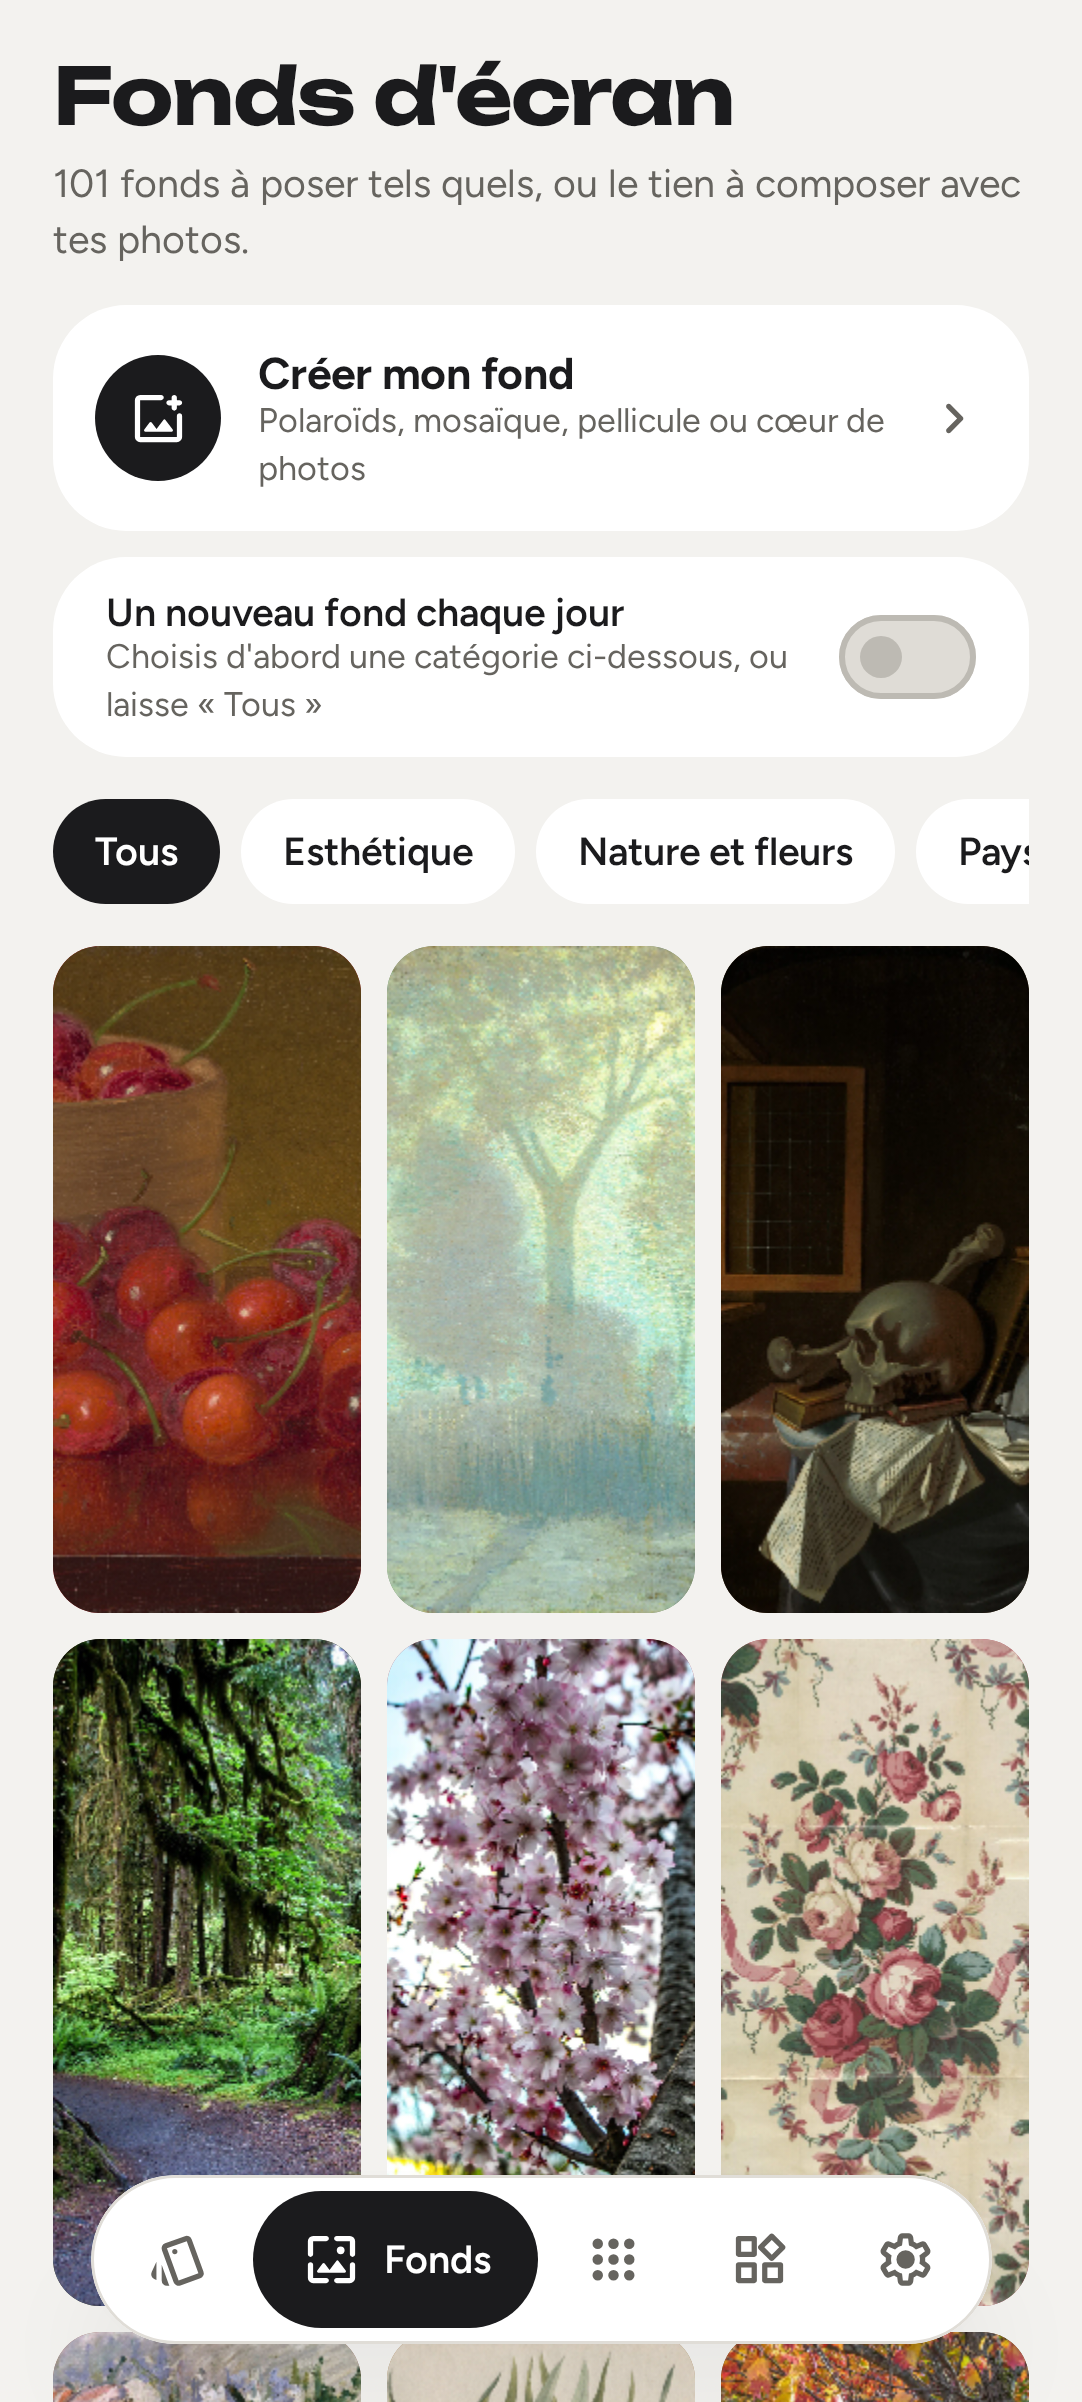 Fonds d'écran
101 fonds à poser tels quels, ou le tien à composer avec
tes photos.
Créer mon fond
Polaroïds, mosaïque, pellicule ou cœur de
photos
Un nouveau fond chaque jour
Choisis d'abord une catégorie ci-dessous, ou
laisse « Tous »
Tous
Esthétique
Nature et fleurs
Pays
Fonds